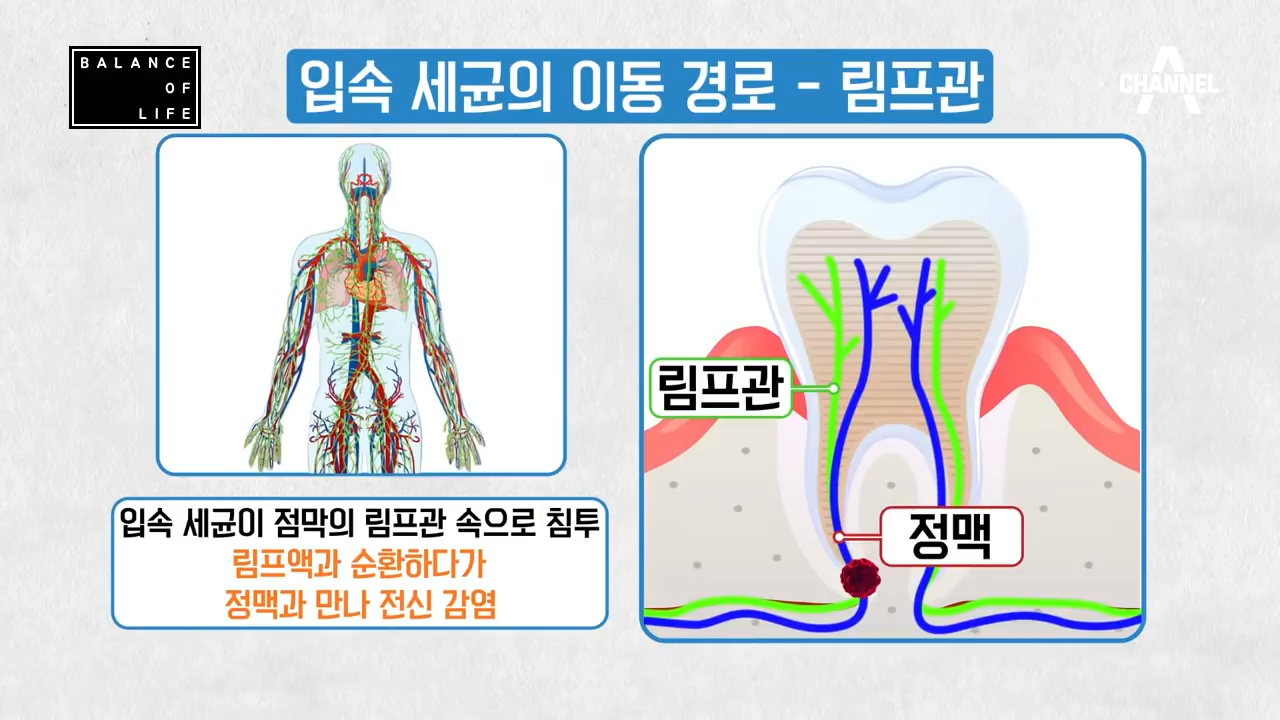 BALANCE
OF
LIFE
입속 세균의 이동 경로 - 림프관
CHANNEL A
림프관
정맥
입속 세균이 점막의 림프관 속으로 침투
림프액과 순환하다가
정맥과 만나 전신 감염